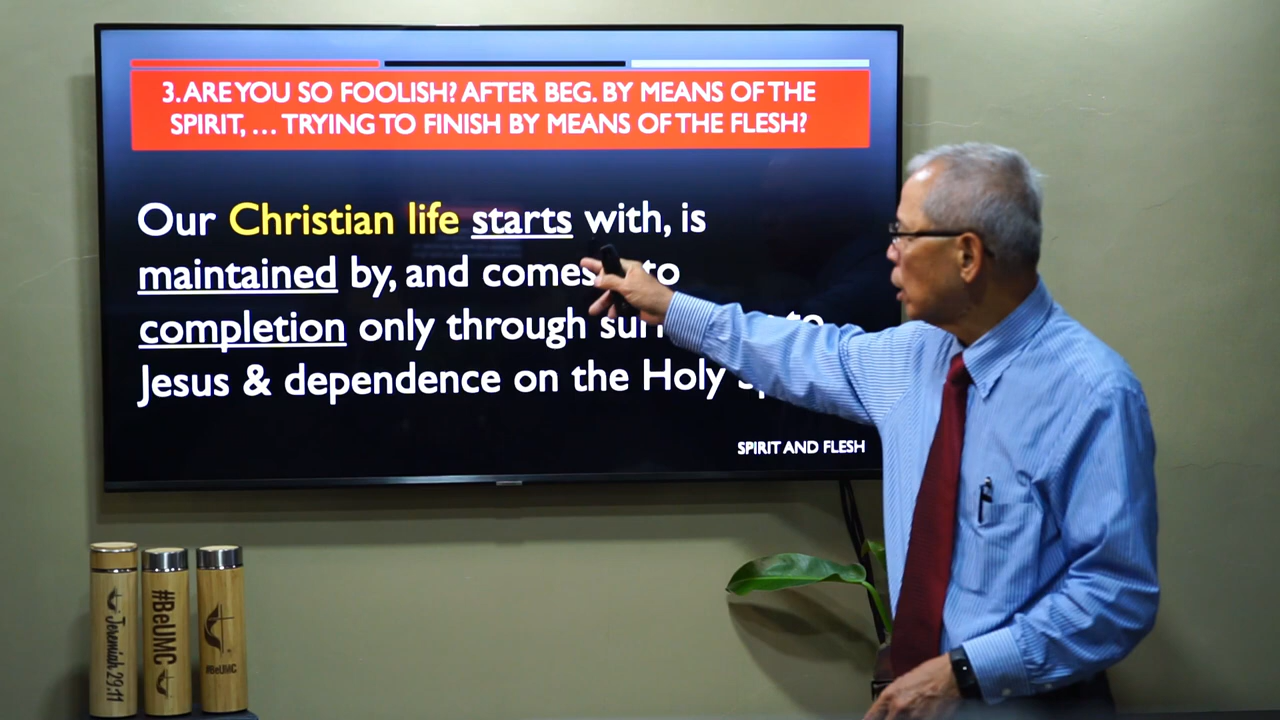 3. ARE YOU SO FOOLISH? AFTER BEG. BY MEANS OF THE
SPIRIT, ... TRYING TO FINISH BY MEANS OF THE FLESH?
Our Christian life starts with, is
maintained by, and comes to
completion only through to
Jesus & dependence on the Holy
SPIRIT AND FLESH
Jeremiah 29:11
#BeUMC
#BeUMC